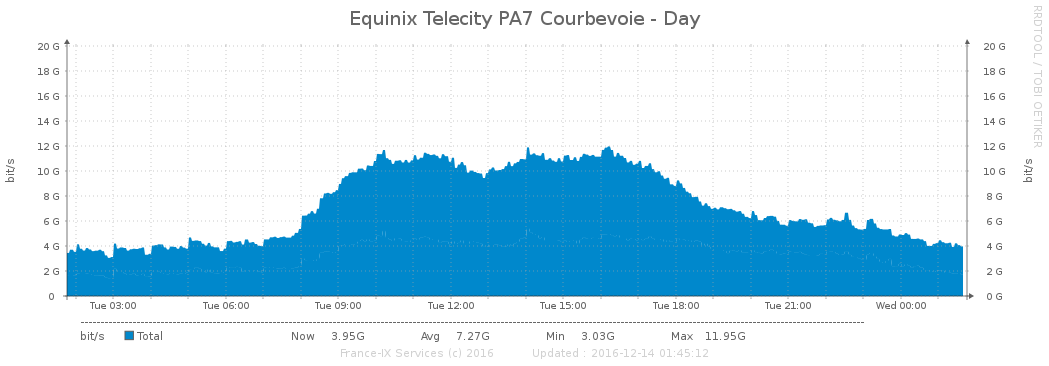 Equinix Telecity PA7 Courbevoie - Day
RRDTOOL / TOBI OETIKER
20 G 20 G
18 G 18 G
16 G 16 G
14 G 14 G
12 G 12 G
10 G 10 G
8 G 8 G
6 G 6 G
4 G 4 G
2 G 2 G
0 0 G
bit/s bit/s
Tue 03:00 Tue 06:00 Tue 09:00 Tue 12:00 Tue 15:00 Tue 18:00 Tue 21:00 Wed 00:00
bit/s Total Now 3.95G Avg 7.27G Min 3.03G Max 11.95G
France-IX Services (c) 2016 Updated : 2016-12-14 01:45:12